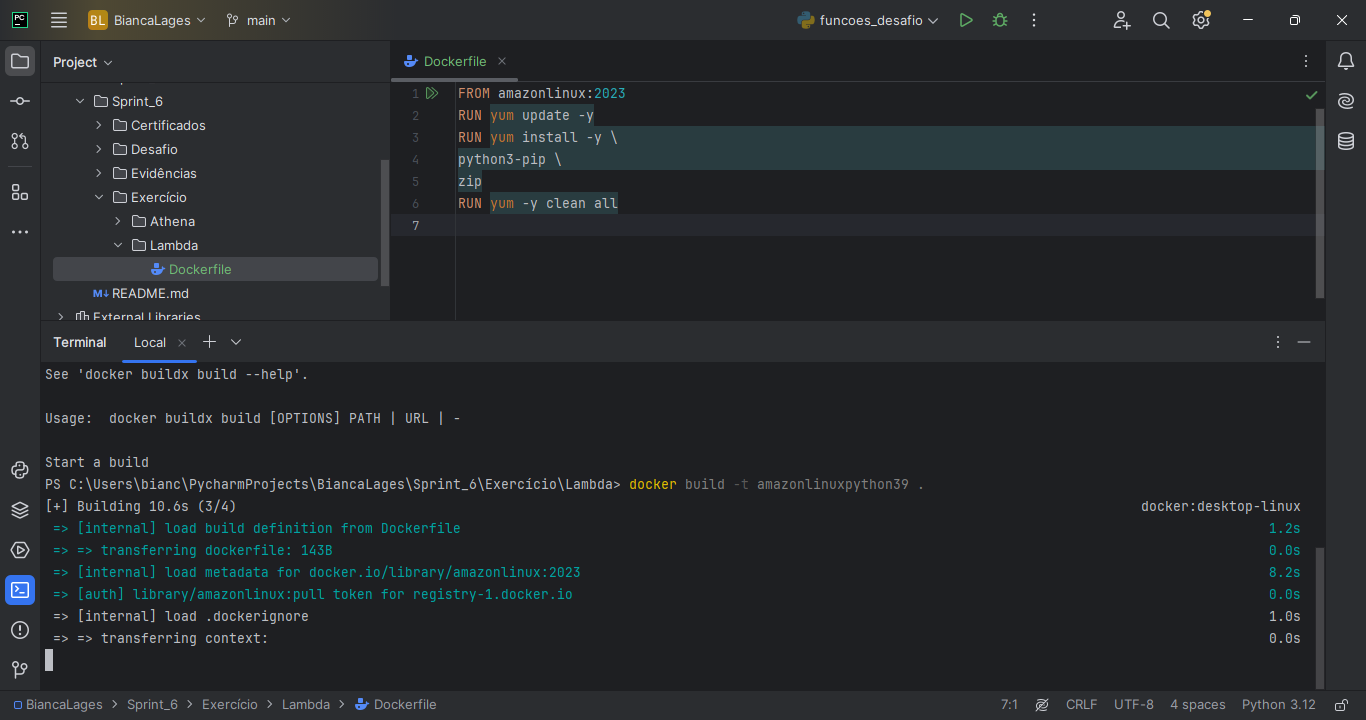 PC
BL BiancaLages main funcoes_desafio
Project
Sprint_6
Certificados
Desafio
Evidências
Exercício
Athena
Lambda
Dockerfile
M↓ README.md
External Libraries
Dockerfile
1 FROM amazonlinux:2023
2 RUN yum update -y
3 RUN yum install -y \
4 python3-pip \
5 zip
6 RUN yum -y clean all
7
Terminal Local
See 'docker buildx build --help'.
Usage:  docker buildx build [OPTIONS] PATH | URL | -
Start a build
PS C:\Users\bianc\PycharmProjects\BiancaLages\Sprint_6\Exercício\Lambda> docker build -t amazonlinuxpython39 .
[+] Building 10.6s (3/4) docker:desktop-linux
=> [internal] load build definition from Dockerfile 1.2s
=> => transferring dockerfile: 143B 0.0s
=> [internal] load metadata for docker.io/library/amazonlinux:2023 8.2s
=> [auth] library/amazonlinux:pull token for registry-1.docker.io 0.0s
=> [internal] load .dockerignore 1.0s
=> => transferring context: 0.0s
BiancaLages > Sprint_6 > Exercício > Lambda > Dockerfile 7:1 CRLF UTF-8 4 spaces Python 3.12